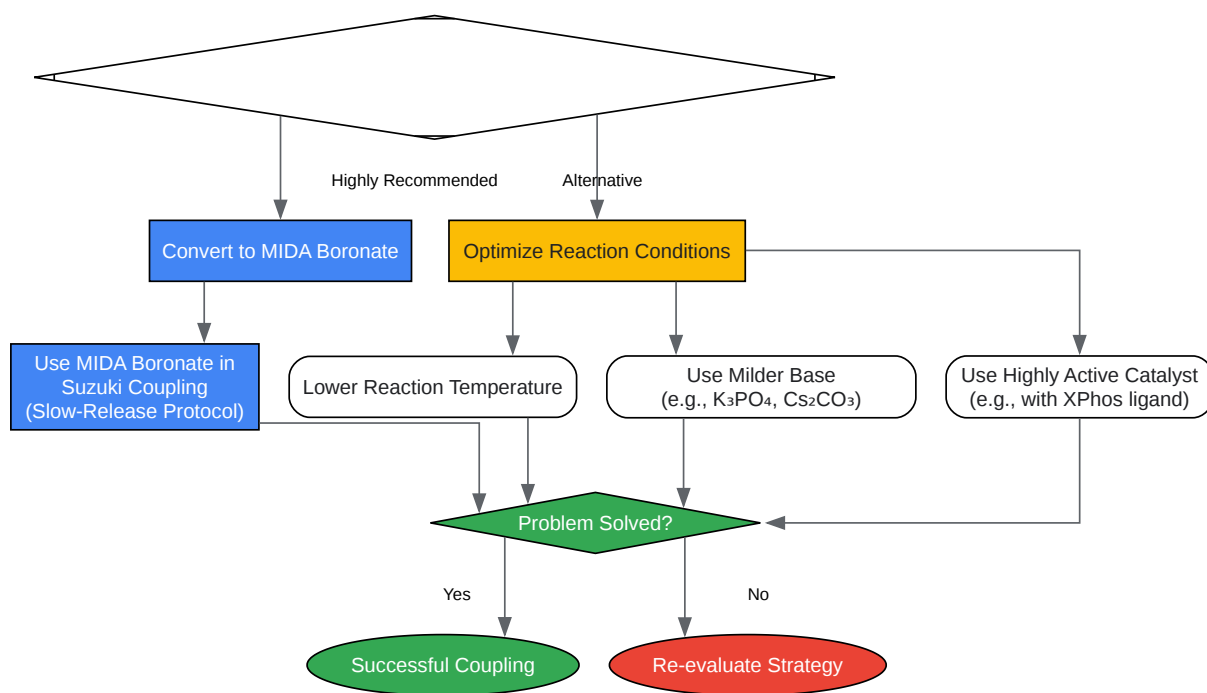 Highly Recommended
Alternative
Convert to MIDA Boronate
Optimize Reaction Conditions
Use MIDA Boronate in
Suzuki Coupling
(Slow-Release Protocol)
Lower Reaction Temperature
Use Milder Base
(e.g., K₃PO₄, Cs₂CO₃)
Use Highly Active Catalyst
(e.g., with XPhos ligand)
Problem Solved?
Yes
No
Successful Coupling
Re-evaluate Strategy